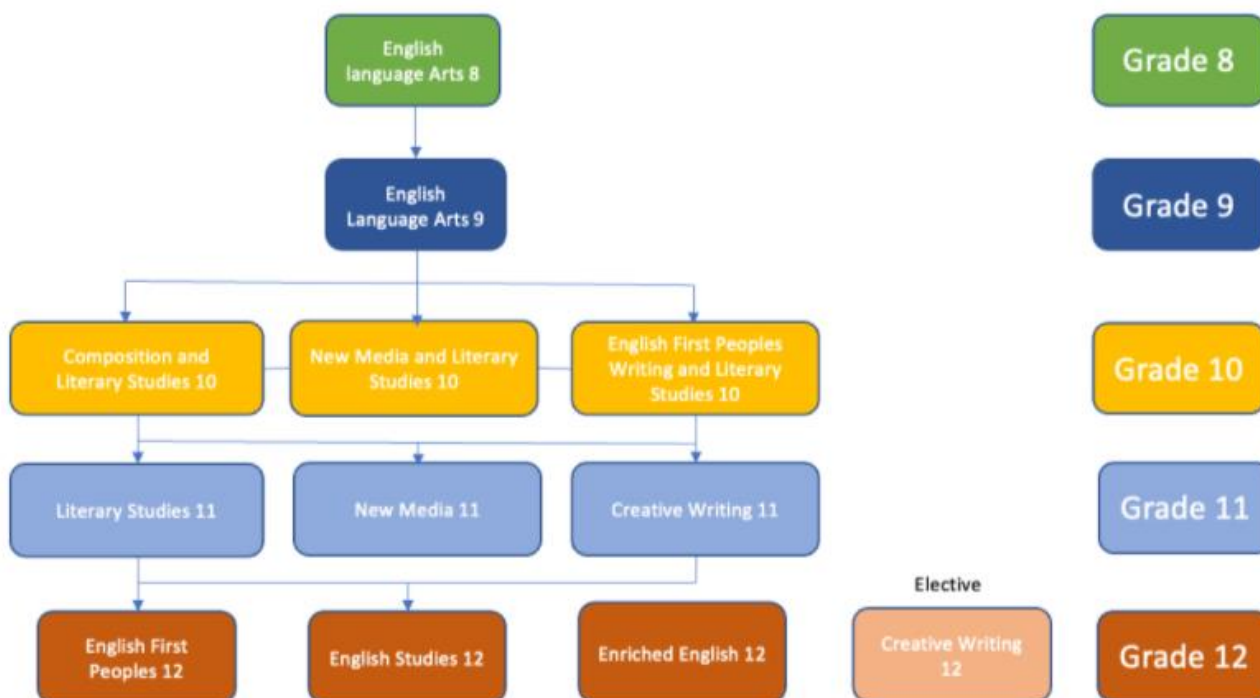 English
language Arts 8
Grade 8
English
Language Arts 9
Grade 9
Composition and
Literary Studies 10
New Media and Literary
Studies 10
English First Peoples
Writing and Literary
Studies 10
Grade 10
Literary Studies 11
New Media 11
Creative Writing 11
Grade 11
Elective
English First
Peoples 12
English Studies 12
Enriched English 12
Creative Writing
12
Grade 12